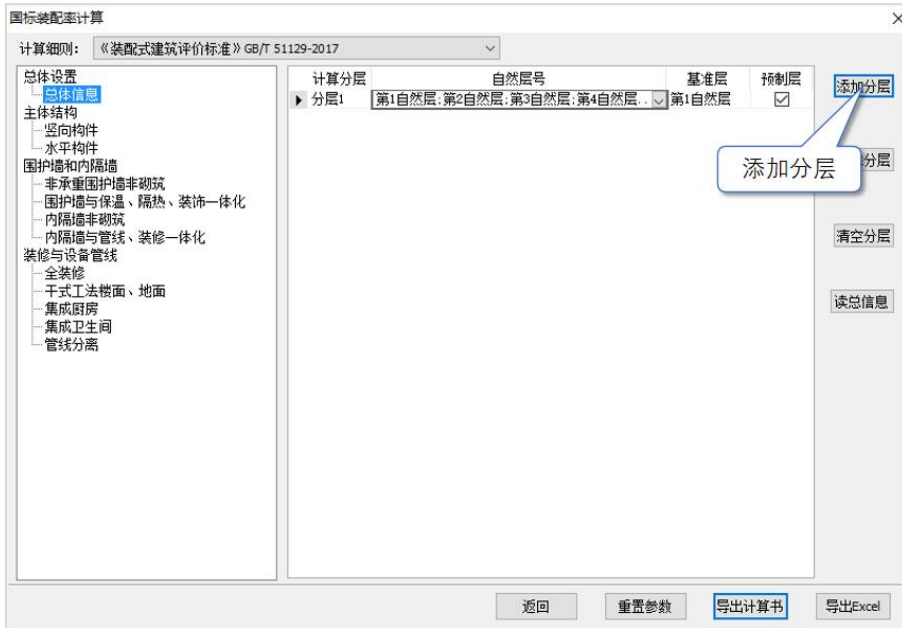 国标装配率计算
计算细则： 《装配式建筑评价标准》GB/T 51129-2017
总体设置
总体信息
主体结构
竖向构件
水平构件
围护墙和内隔墙
非承重围护墙非砌筑
围护墙与保温、隔热、装饰一体化
内隔墙非砌筑
内隔墙与管线、装修一体化
装修与设备管线
全装修
干式工法楼面、地面
集成厨房
集成卫生间
管线分离
计算分层 自然层号 基准层 预制层
分层1 第1自然层;第2自然层;第3自然层;第4自然层.. 第1自然层
添加分层
添加分层
分层
清空分层
读总信息
返回 重置参数 导出计算书 导出Excel